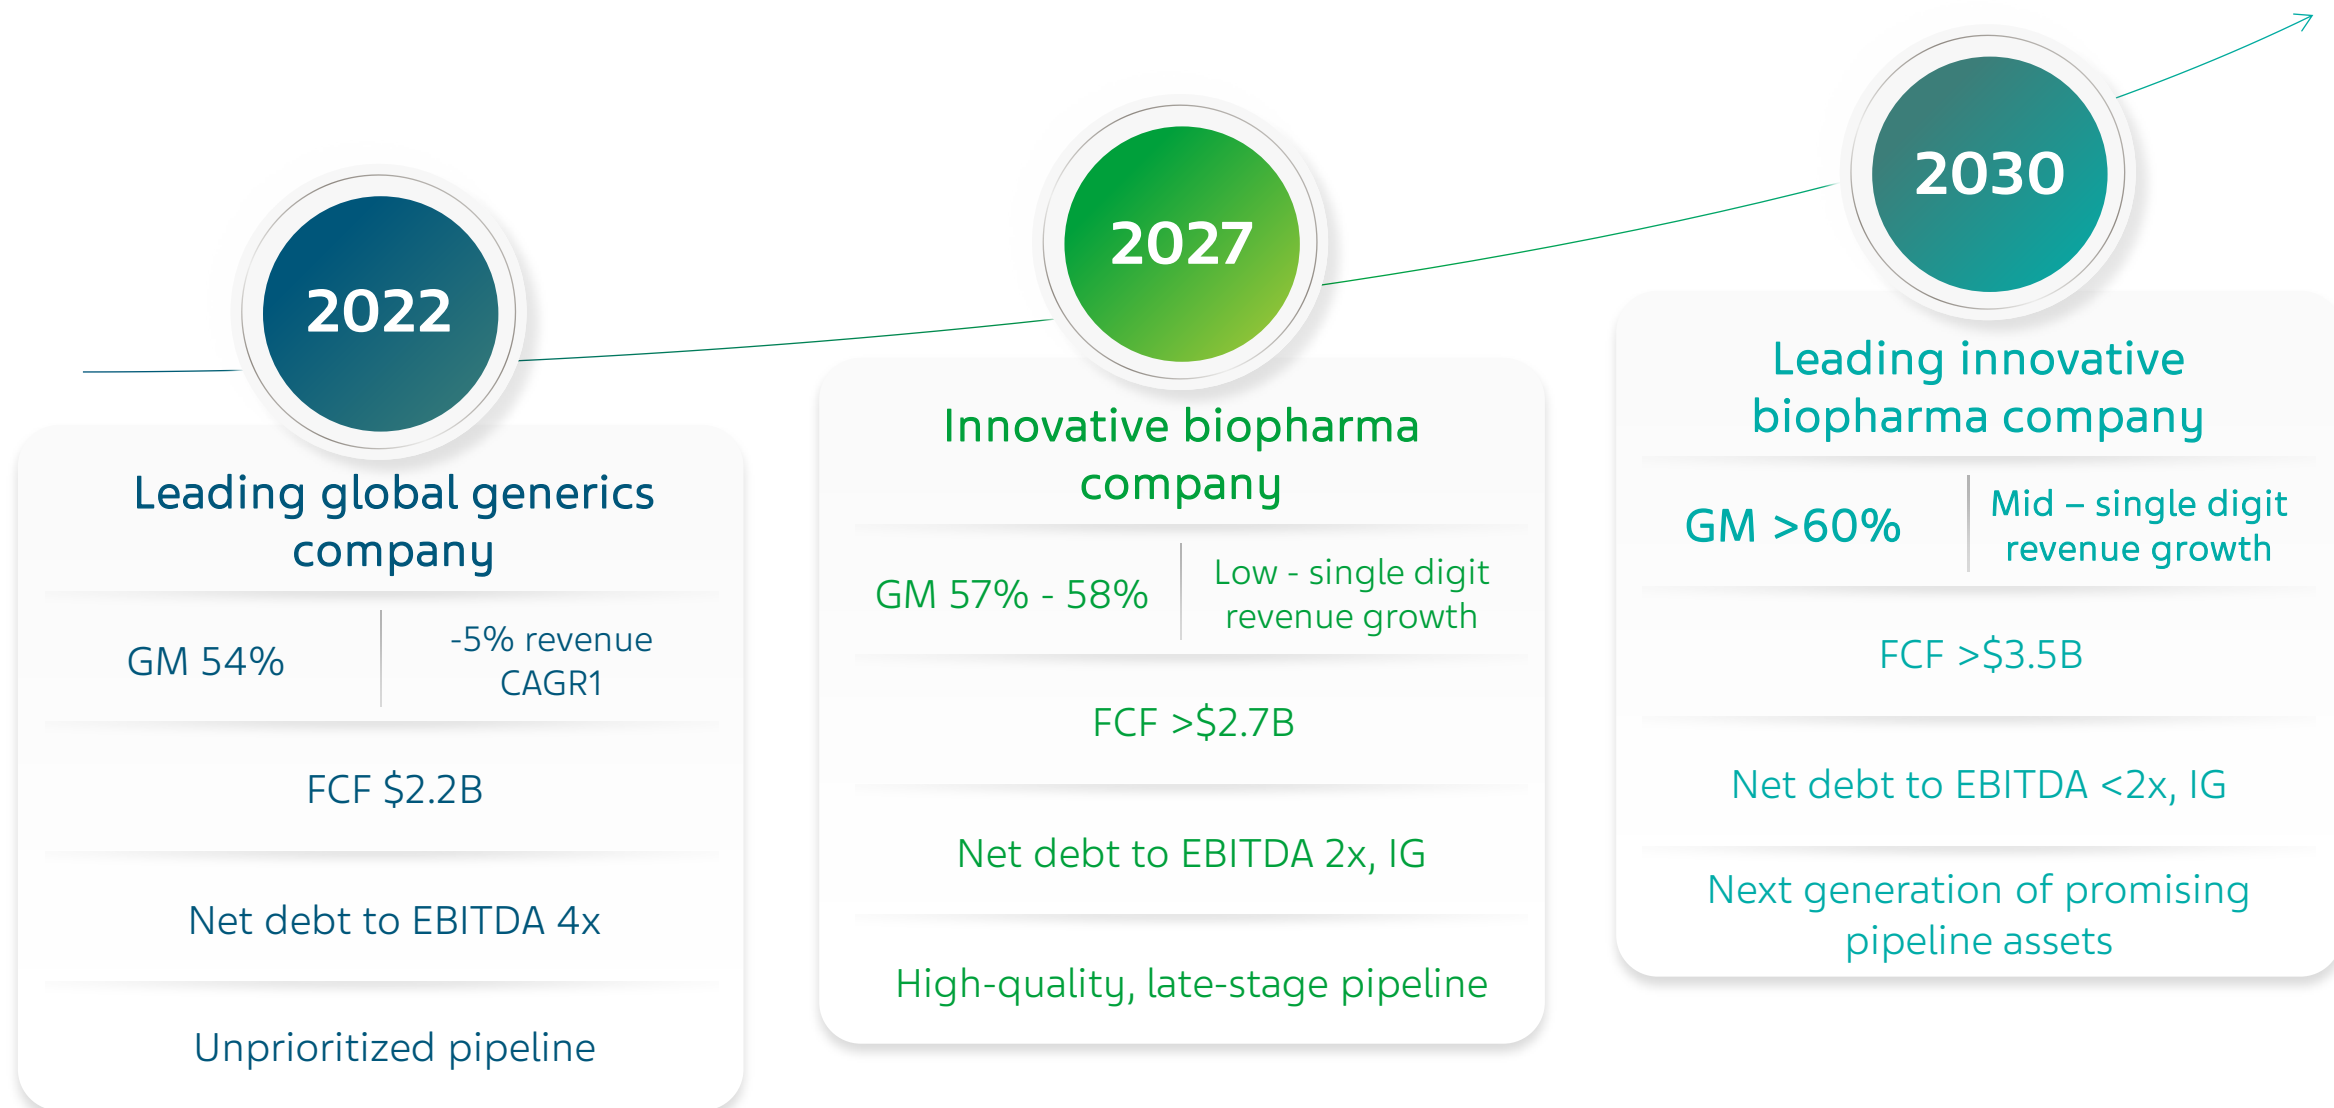 2022
Leading global generics
company
GM 54%
-5% revenue
CAGR1
FCF $2.2B
Net debt to EBITDA 4x
Unprioritized pipeline
2027
Innovative biopharma
company
GM 57% - 58%
Low - single digit
revenue growth
FCF >$2.7B
Net debt to EBITDA 2x, IG
High-quality, late-stage pipeline
2030
Leading innovative
biopharma company
GM >60%
Mid – single digit
revenue growth
FCF >$3.5B
Net debt to EBITDA <2x, IG
Next generation of promising
pipeline assets